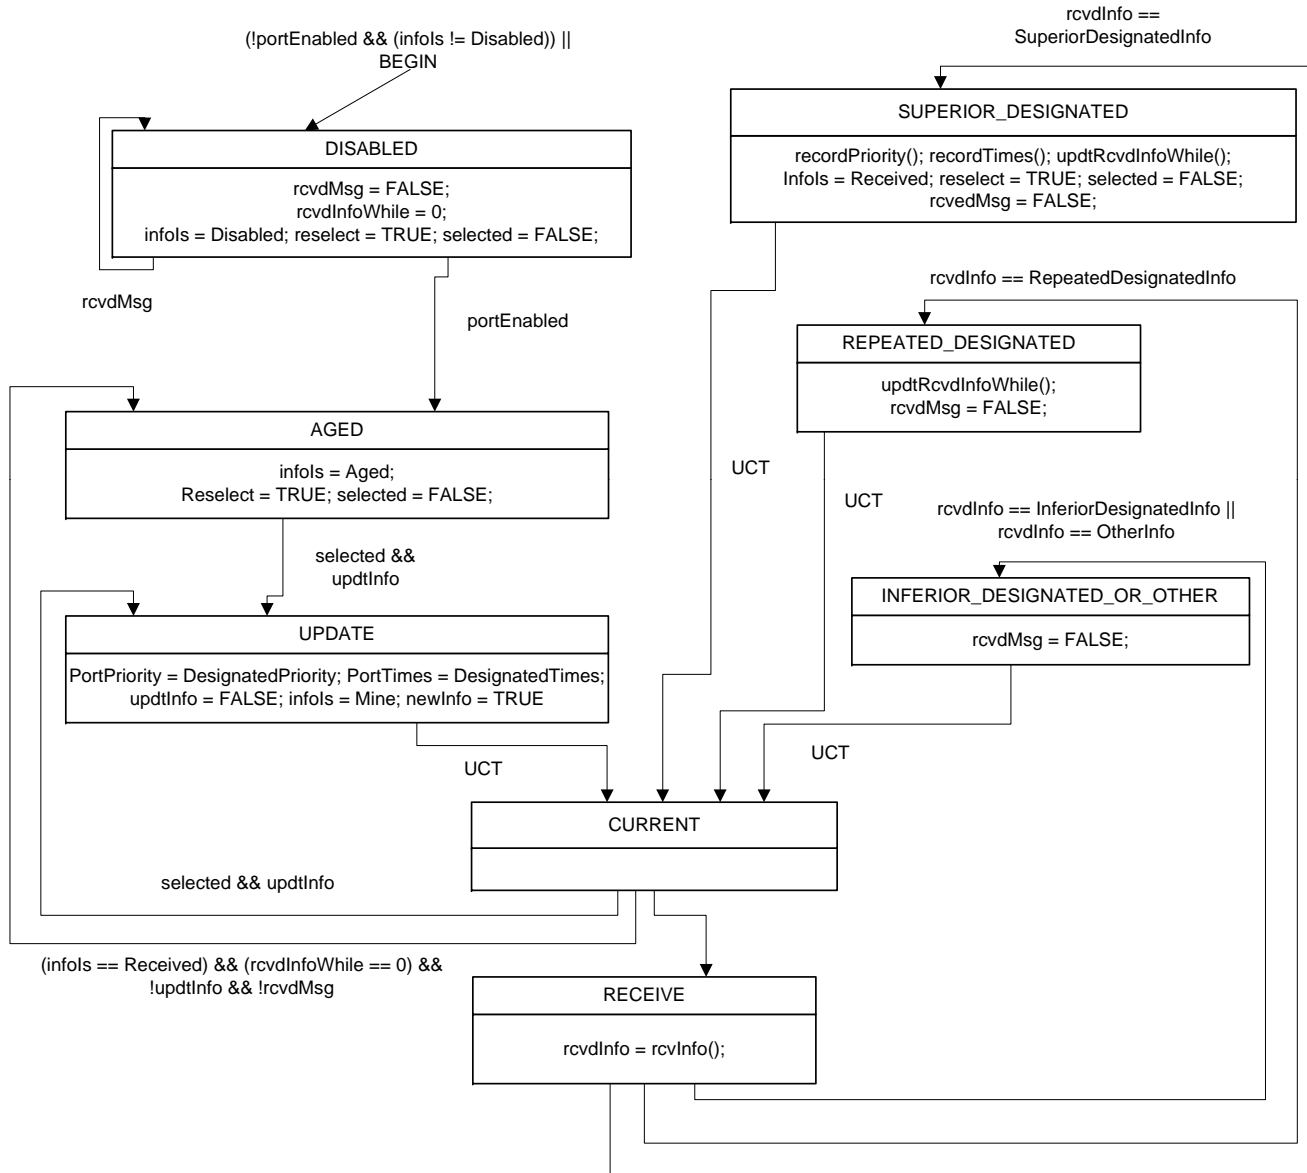 (!portEnabled && (infoIs != Disabled)) ||
BEGIN
DISABLED
rcvdMsg = FALSE;
rcvdInfoWhile = 0;
infoIs = Disabled; reselect = TRUE; selected = FALSE;
rcvdMsg
portEnabled
AGED
infoIs = Aged;
Reselect = TRUE; selected = FALSE;
selected &&
updtInfo
UPDATE
PortPriority = DesignatedPriority; PortTimes = DesignatedTimes;
updtInfo = FALSE; infoIs = Mine; newInfo = TRUE
UCT
rcvdInfo ==
SuperiorDesignatedInfo
SUPERIOR_DESIGNATED
recordPriority(); recordTimes(); updtRcvdInfoWhile();
InfoIs = Received; reselect = TRUE; selected = FALSE;
rcvedMsg = FALSE;
UCT
rcvdInfo == RepeatedDesignatedInfo
REPEATED_DESIGNATED
updtRcvdInfoWhile();
rcvdMsg = FALSE;
UCT
rcvdInfo == InferiorDesignatedInfo ||
rcvdInfo == OtherInfo
INFERIOR_DESIGNATED_OR_OTHER
rcvdMsg = FALSE;
UCT
CURRENT
selected && updtInfo
(infoIs == Received) && (rcvdInfoWhile == 0) &&
!updtInfo && !rcvdMsg
RECEIVE
rcvdInfo = rcvInfo();